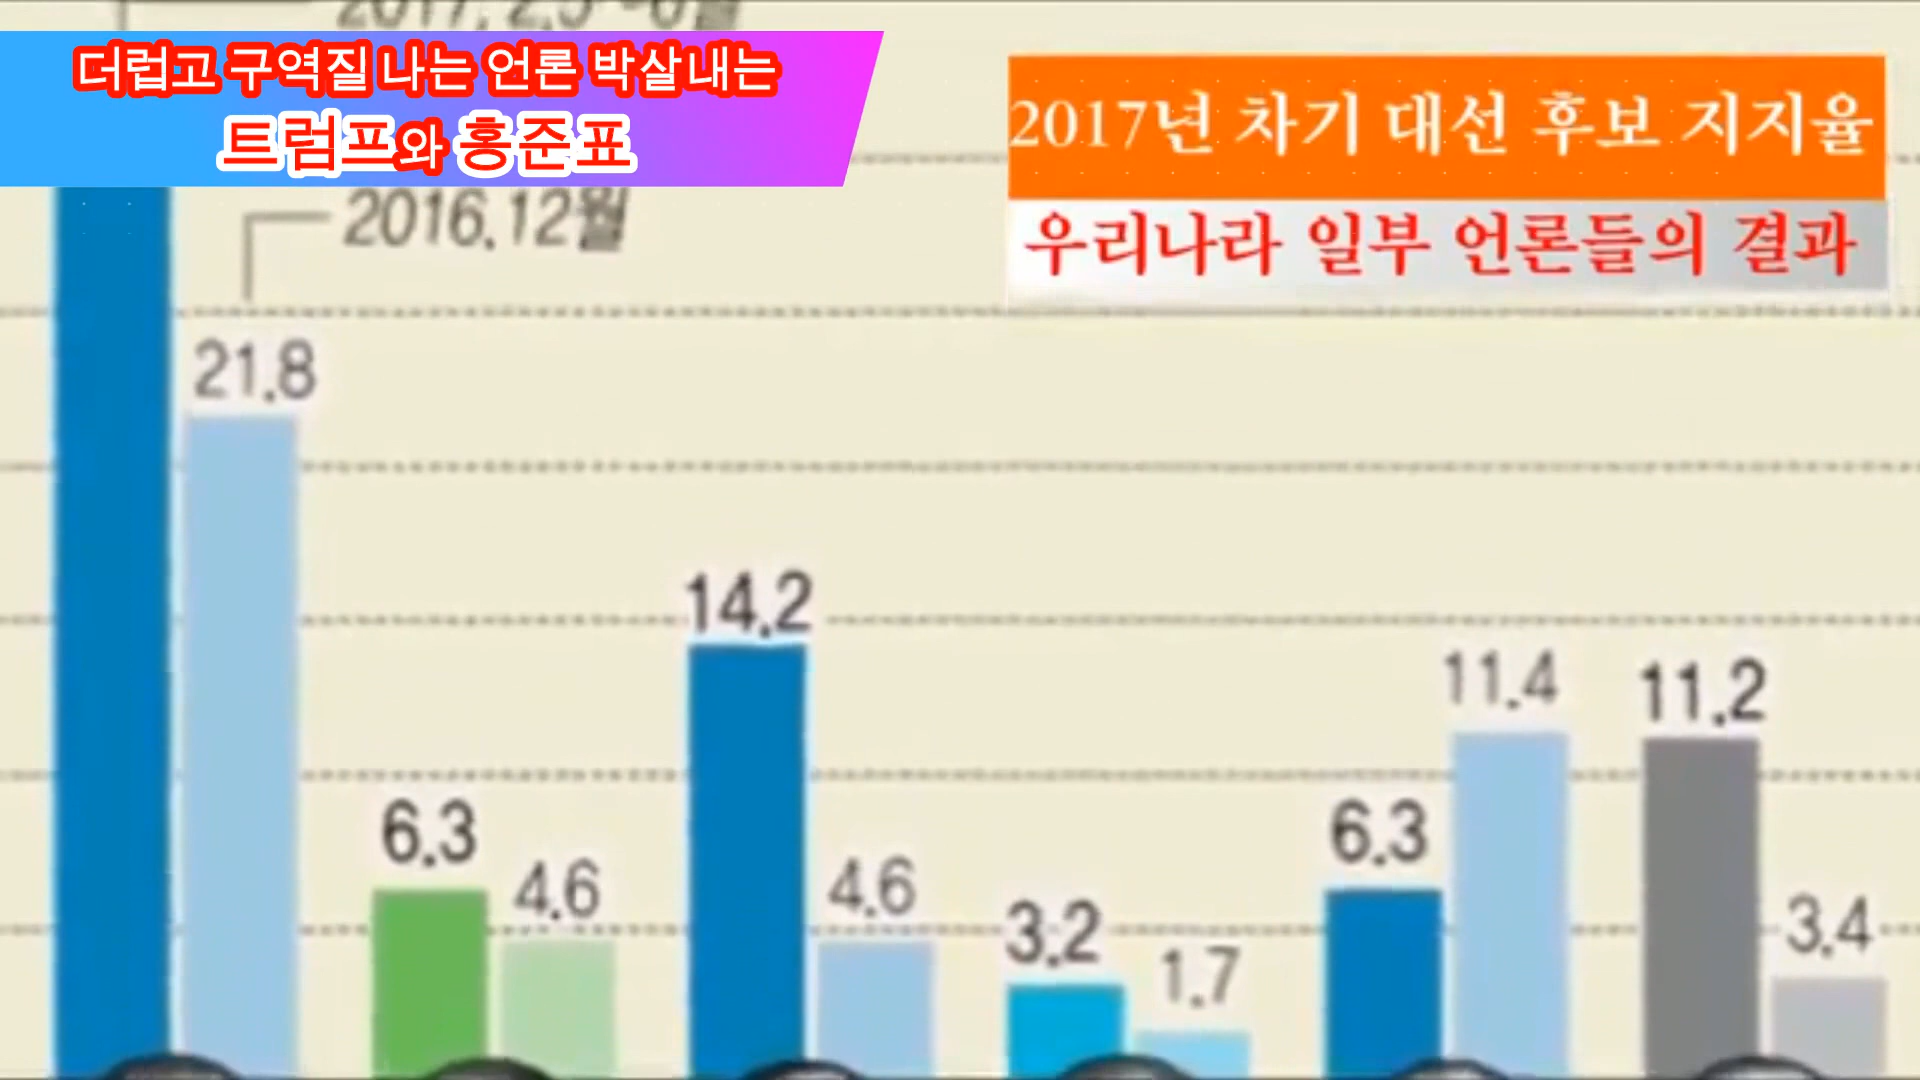 더럽고 구역질 나는 언론 박살내는
트럼프와 홍준표
2017년 차기 대선 후보 지지율
우리나라 일부 언론들의 결과
2016.12월
21.8
14.2
11.4
11.2
6.3
4.6
4.6
6.3
3.2
1.7
3.4